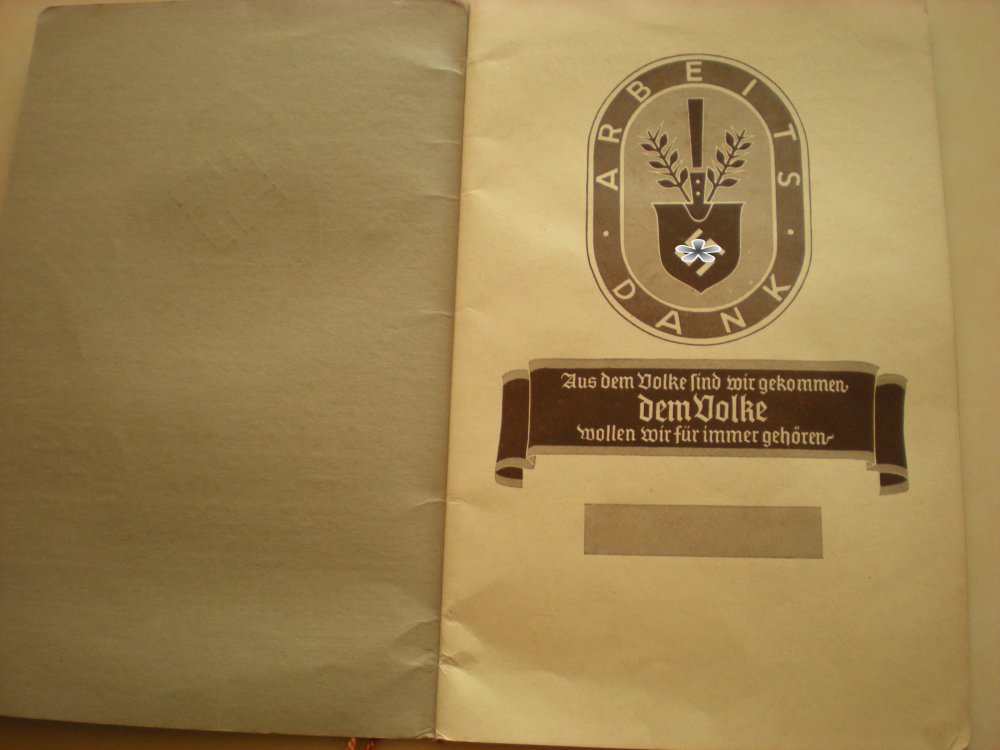 ARBEITS
DANK
Aus dem Volke sind wir gekommen,
dem Volke
wollen wir für immer gehören